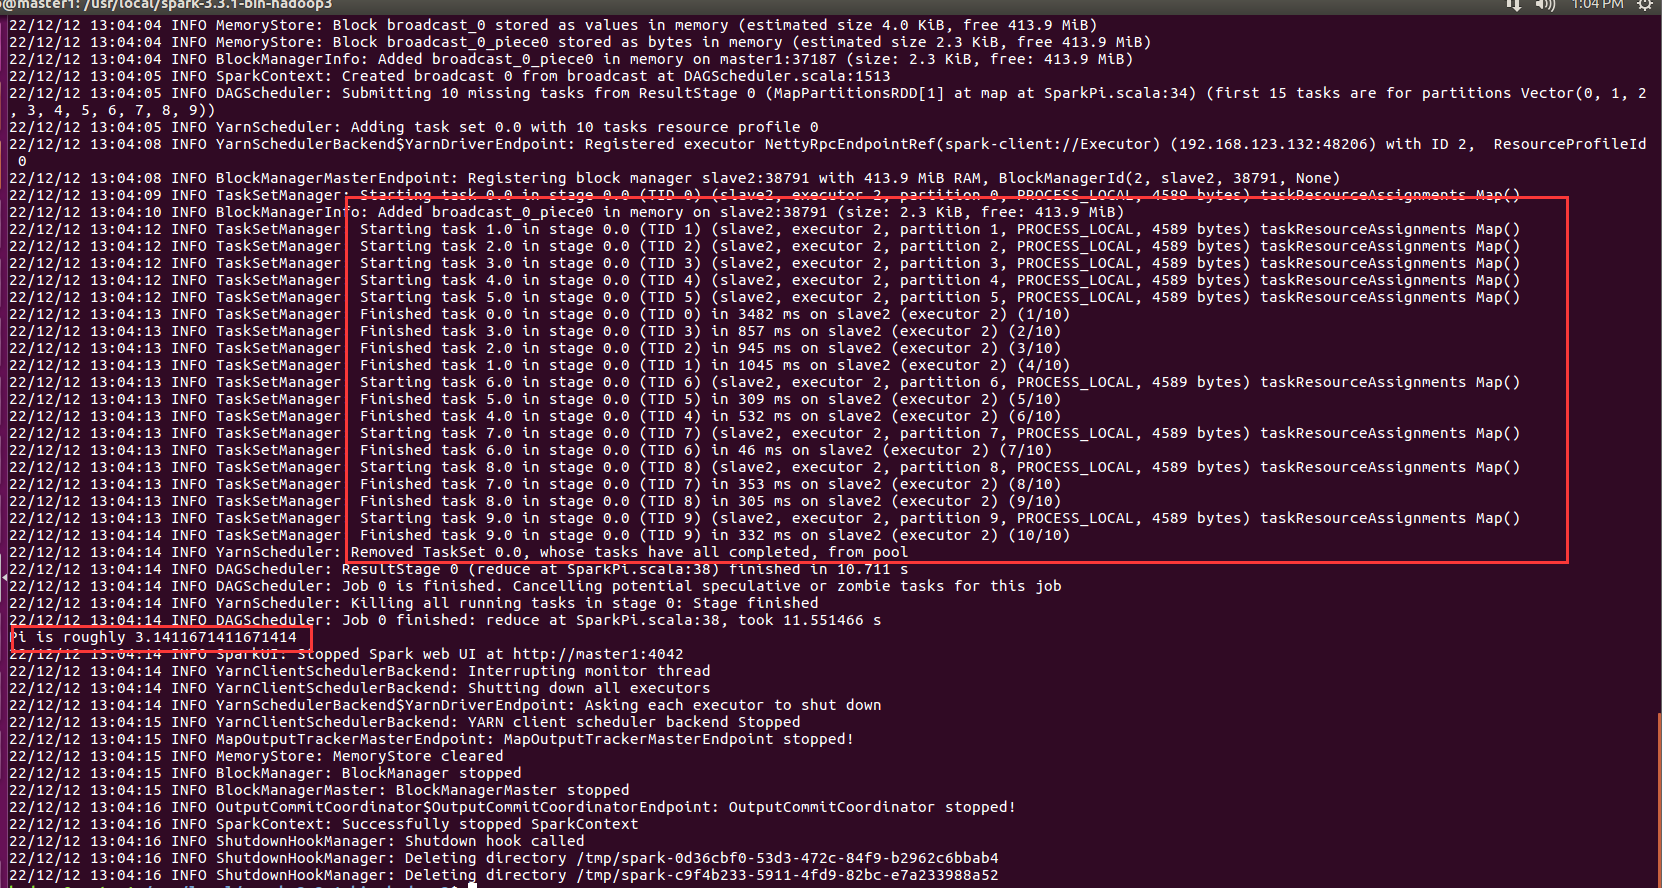 @master1: /usr/local/spark-3.3.1-bin-hadoop3 1:04 PM
22/12/12 13:04:04 INFO MemoryStore: Block broadcast_0 stored as values in memory (estimated size 4.0 KiB, free 413.9 MiB)
22/12/12 13:04:04 INFO MemoryStore: Block broadcast_0_piece0 stored as bytes in memory (estimated size 2.3 KiB, free 413.9 MiB)
22/12/12 13:04:04 INFO BlockManagerInfo: Added broadcast_0_piece0 in memory on master1:37187 (size: 2.3 KiB, free: 413.9 MiB)
22/12/12 13:04:05 INFO SparkContext: Created broadcast 0 from broadcast at DAGScheduler.scala:1513
22/12/12 13:04:05 INFO DAGScheduler: Submitting 10 missing tasks from ResultStage 0 (MapPartitionsRDD[1] at map at SparkPi.scala:34) (first 15 tasks are for partitions Vector(0, 1, 2
, 3, 4, 5, 6, 7, 8, 9))
22/12/12 13:04:05 INFO YarnScheduler: Adding task set 0.0 with 10 tasks resource profile 0
22/12/12 13:04:08 INFO YarnSchedulerBackend$YarnDriverEndpoint: Registered executor NettyRpcEndpointRef(spark-client://Executor) (192.168.123.132:48206) with ID 2,  ResourceProfileId
 0
22/12/12 13:04:08 INFO BlockManagerMasterEndpoint: Registering block manager slave2:38791 with 413.9 MiB RAM, BlockManagerId(2, slave2, 38791, None)
22/12/12 13:04:09 INFO TaskSetManager: Starting task 0.0 in stage 0.0 (TID 0) (slave2, executor 2, partition 0, PROCESS_LOCAL, 4589 bytes) taskResourceAssignments Map()
22/12/12 13:04:10 INFO BlockManagerInfo: Added broadcast_0_piece0 in memory on slave2:38791 (size: 2.3 KiB, free: 413.9 MiB)
22/12/12 13:04:12 INFO TaskSetManager Starting task 1.0 in stage 0.0 (TID 1) (slave2, executor 2, partition 1, PROCESS_LOCAL, 4589 bytes) taskResourceAssignments Map()
22/12/12 13:04:12 INFO TaskSetManager Starting task 2.0 in stage 0.0 (TID 2) (slave2, executor 2, partition 2, PROCESS_LOCAL, 4589 bytes) taskResourceAssignments Map()
22/12/12 13:04:12 INFO TaskSetManager Starting task 3.0 in stage 0.0 (TID 3) (slave2, executor 2, partition 3, PROCESS_LOCAL, 4589 bytes) taskResourceAssignments Map()
22/12/12 13:04:12 INFO TaskSetManager Starting task 4.0 in stage 0.0 (TID 4) (slave2, executor 2, partition 4, PROCESS_LOCAL, 4589 bytes) taskResourceAssignments Map()
22/12/12 13:04:12 INFO TaskSetManager Starting task 5.0 in stage 0.0 (TID 5) (slave2, executor 2, partition 5, PROCESS_LOCAL, 4589 bytes) taskResourceAssignments Map()
22/12/12 13:04:13 INFO TaskSetManager Finished task 0.0 in stage 0.0 (TID 0) in 3482 ms on slave2 (executor 2) (1/10)
22/12/12 13:04:13 INFO TaskSetManager Finished task 3.0 in stage 0.0 (TID 3) in 857 ms on slave2 (executor 2) (2/10)
22/12/12 13:04:13 INFO TaskSetManager Finished task 2.0 in stage 0.0 (TID 2) in 945 ms on slave2 (executor 2) (3/10)
22/12/12 13:04:13 INFO TaskSetManager Finished task 1.0 in stage 0.0 (TID 1) in 1045 ms on slave2 (executor 2) (4/10)
22/12/12 13:04:13 INFO TaskSetManager Starting task 6.0 in stage 0.0 (TID 6) (slave2, executor 2, partition 6, PROCESS_LOCAL, 4589 bytes) taskResourceAssignments Map()
22/12/12 13:04:13 INFO TaskSetManager Finished task 5.0 in stage 0.0 (TID 5) in 309 ms on slave2 (executor 2) (5/10)
22/12/12 13:04:13 INFO TaskSetManager Finished task 4.0 in stage 0.0 (TID 4) in 532 ms on slave2 (executor 2) (6/10)
22/12/12 13:04:13 INFO TaskSetManager Starting task 7.0 in stage 0.0 (TID 7) (slave2, executor 2, partition 7, PROCESS_LOCAL, 4589 bytes) taskResourceAssignments Map()
22/12/12 13:04:13 INFO TaskSetManager Finished task 6.0 in stage 0.0 (TID 6) in 46 ms on slave2 (executor 2) (7/10)
22/12/12 13:04:13 INFO TaskSetManager Starting task 8.0 in stage 0.0 (TID 8) (slave2, executor 2, partition 8, PROCESS_LOCAL, 4589 bytes) taskResourceAssignments Map()
22/12/12 13:04:13 INFO TaskSetManager Finished task 7.0 in stage 0.0 (TID 7) in 353 ms on slave2 (executor 2) (8/10)
22/12/12 13:04:13 INFO TaskSetManager Finished task 8.0 in stage 0.0 (TID 8) in 305 ms on slave2 (executor 2) (9/10)
22/12/12 13:04:13 INFO TaskSetManager Starting task 9.0 in stage 0.0 (TID 9) (slave2, executor 2, partition 9, PROCESS_LOCAL, 4589 bytes) taskResourceAssignments Map()
22/12/12 13:04:14 INFO TaskSetManager Finished task 9.0 in stage 0.0 (TID 9) in 332 ms on slave2 (executor 2) (10/10)
22/12/12 13:04:14 INFO YarnScheduler: Removed TaskSet 0.0, whose tasks have all completed, from pool
22/12/12 13:04:14 INFO DAGScheduler: ResultStage 0 (reduce at SparkPi.scala:38) finished in 10.711 s
22/12/12 13:04:14 INFO DAGScheduler: Job 0 is finished. Cancelling potential speculative or zombie tasks for this job
22/12/12 13:04:14 INFO YarnScheduler: Killing all running tasks in stage 0: Stage finished
22/12/12 13:04:14 INFO DAGScheduler: Job 0 finished: reduce at SparkPi.scala:38, took 11.551466 s
Pi is roughly 3.1411671411671414
22/12/12 13:04:14 INFO SparkUI: Stopped Spark web UI at http://master1:4042
22/12/12 13:04:14 INFO YarnClientSchedulerBackend: Interrupting monitor thread
22/12/12 13:04:14 INFO YarnClientSchedulerBackend: Shutting down all executors
22/12/12 13:04:14 INFO YarnSchedulerBackend$YarnDriverEndpoint: Asking each executor to shut down
22/12/12 13:04:15 INFO YarnClientSchedulerBackend: YARN client scheduler backend Stopped
22/12/12 13:04:15 INFO MapOutputTrackerMasterEndpoint: MapOutputTrackerMasterEndpoint stopped!
22/12/12 13:04:15 INFO MemoryStore: MemoryStore cleared
22/12/12 13:04:15 INFO BlockManager: BlockManager stopped
22/12/12 13:04:15 INFO BlockManagerMaster: BlockManagerMaster stopped
22/12/12 13:04:16 INFO OutputCommitCoordinator$OutputCommitCoordinatorEndpoint: OutputCommitCoordinator stopped!
22/12/12 13:04:16 INFO SparkContext: Successfully stopped SparkContext
22/12/12 13:04:16 INFO ShutdownHookManager: Shutdown hook called
22/12/12 13:04:16 INFO ShutdownHookManager: Deleting directory /tmp/spark-0d36cbf0-53d3-472c-84f9-b2962c6bbab4
22/12/12 13:04:16 INFO ShutdownHookManager: Deleting directory /tmp/spark-c9f4b233-5911-4fd9-82bc-e7a233988a52